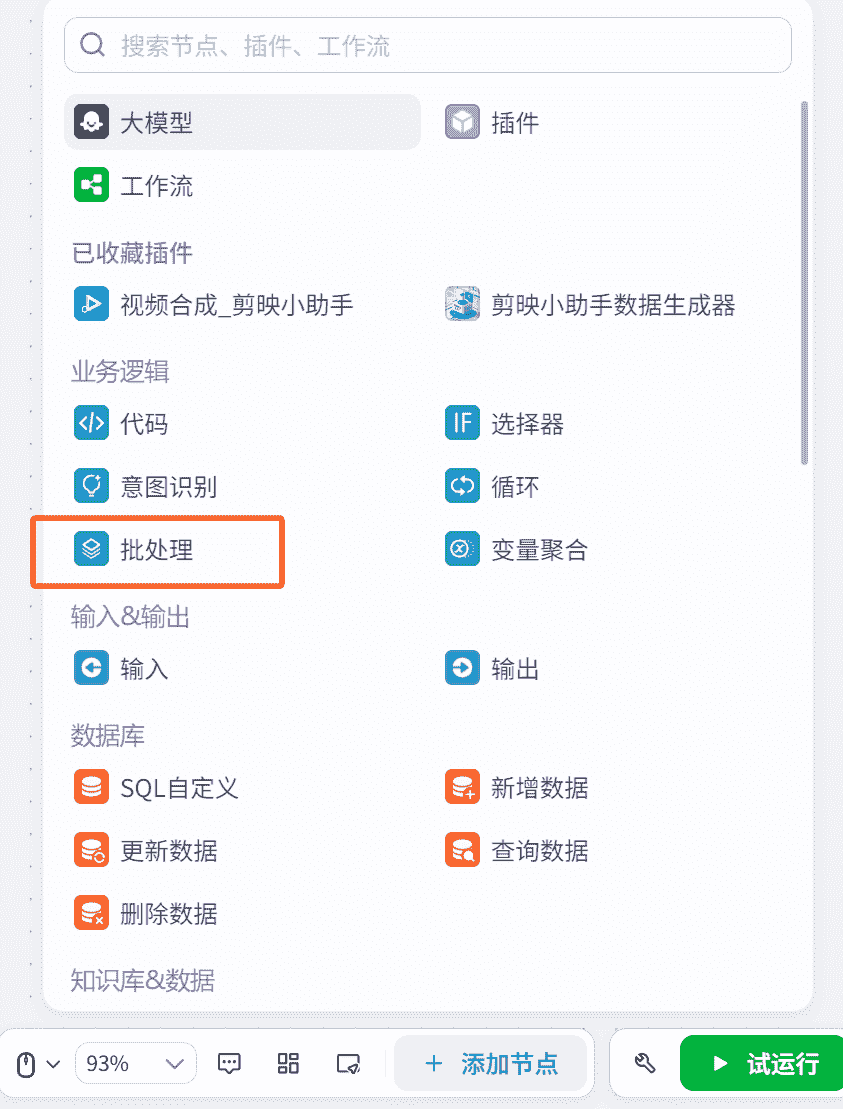 搜索节点、插件、工作流
大模型
插件
工作流
已收藏插件
视频合成_剪映小助手
剪映小助手数据生成器
业务逻辑
代码
IF
选择器
意图识别
循环
批处理
变量聚合
输入&输出
输入
输出
数据库
SQL自定义
新增数据
更新数据
查询数据
删除数据
知识库&数据
93%
+ 添加节点
试运行